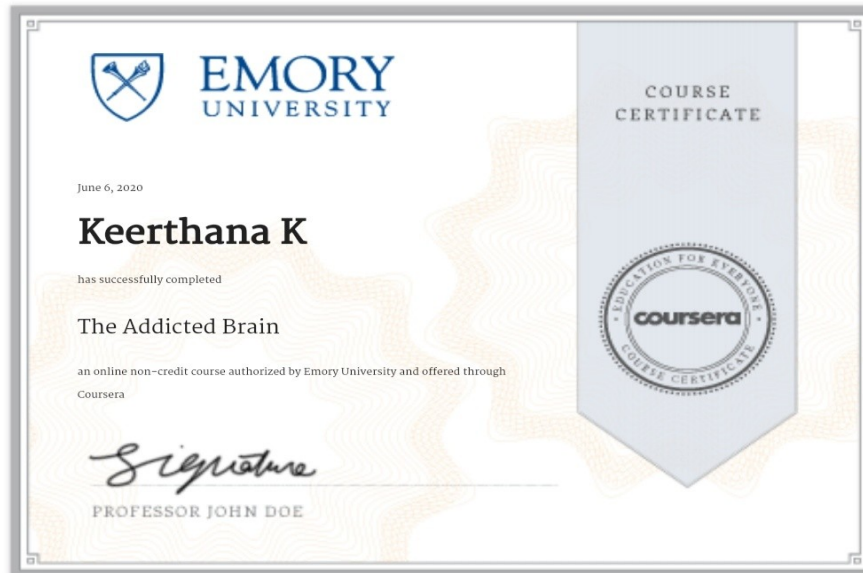 EMORY
UNIVERSITY
COURSE
CERTIFICATE
June 6, 2020
Keerthana K
has successfully completed
The Addicted Brain
an online non-credit course authorized by Emory University and offered through
Coursera
EDUCATION FOR EVERYONE
coursera
COURSE CERTIFICATE
Signature
PROFESSOR JOHN DOE